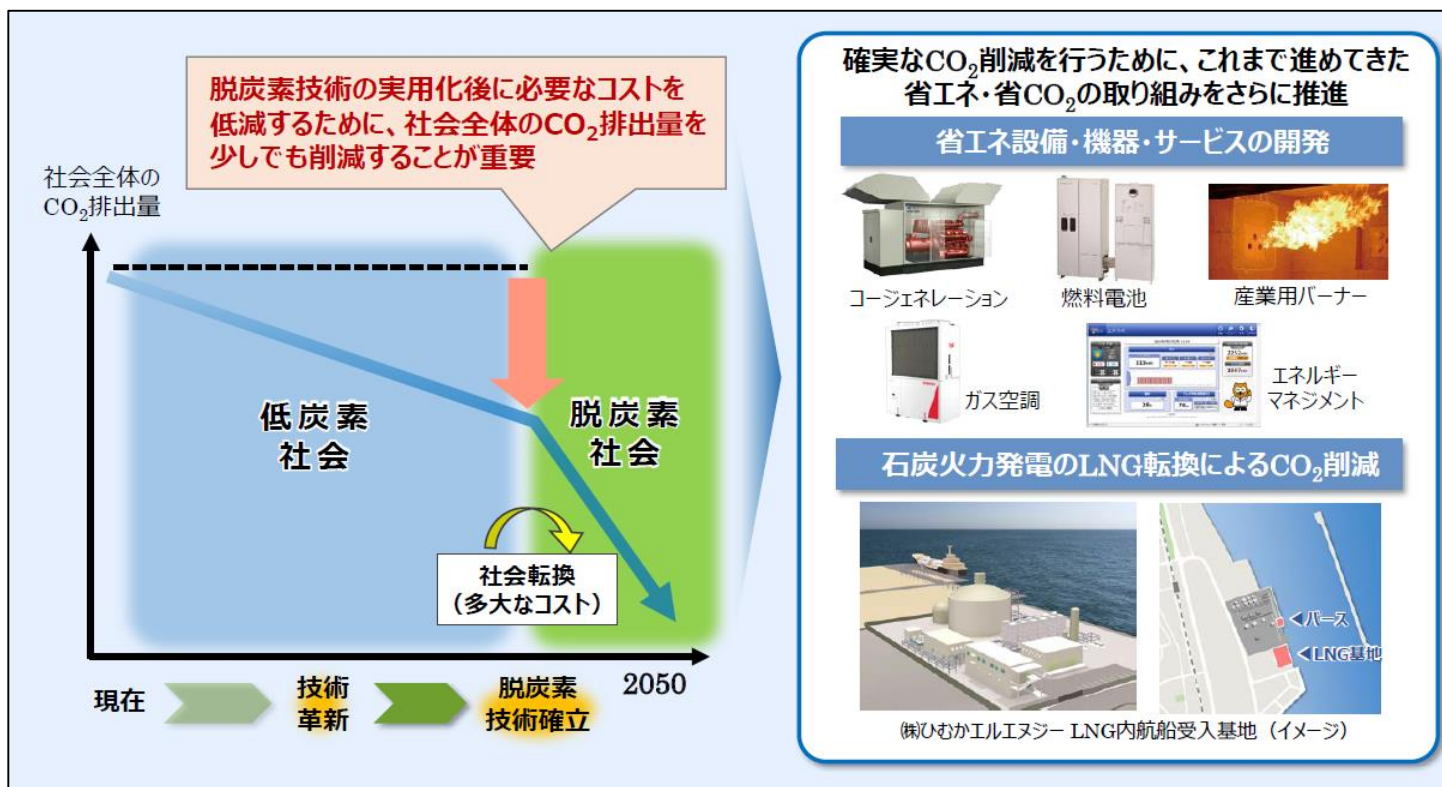 脱炭素技術の実用化後に必要なコストを
低減するために、社会全体のCO₂排出量を
少しでも削減することが重要
社会全体の
CO₂排出量
低炭素
社会
脱炭素
社会
社会転換
（多大なコスト）
現在
技術
革新
脱炭素
技術確立
2050
確実なCO₂削減を行うために、これまで進めてきた
省エネ・省CO₂の取り組みをさらに推進
省エネ設備・機器・サービスの開発
コージェネレーション
燃料電池
産業用バーナー
ガス空調
エネルギー
マネジメント
石炭火力発電のLNG転換によるCO₂削減
◀バース
◀LNG基地
㈱ひむかエルエヌジー LNG内航船受入基地（イメージ）